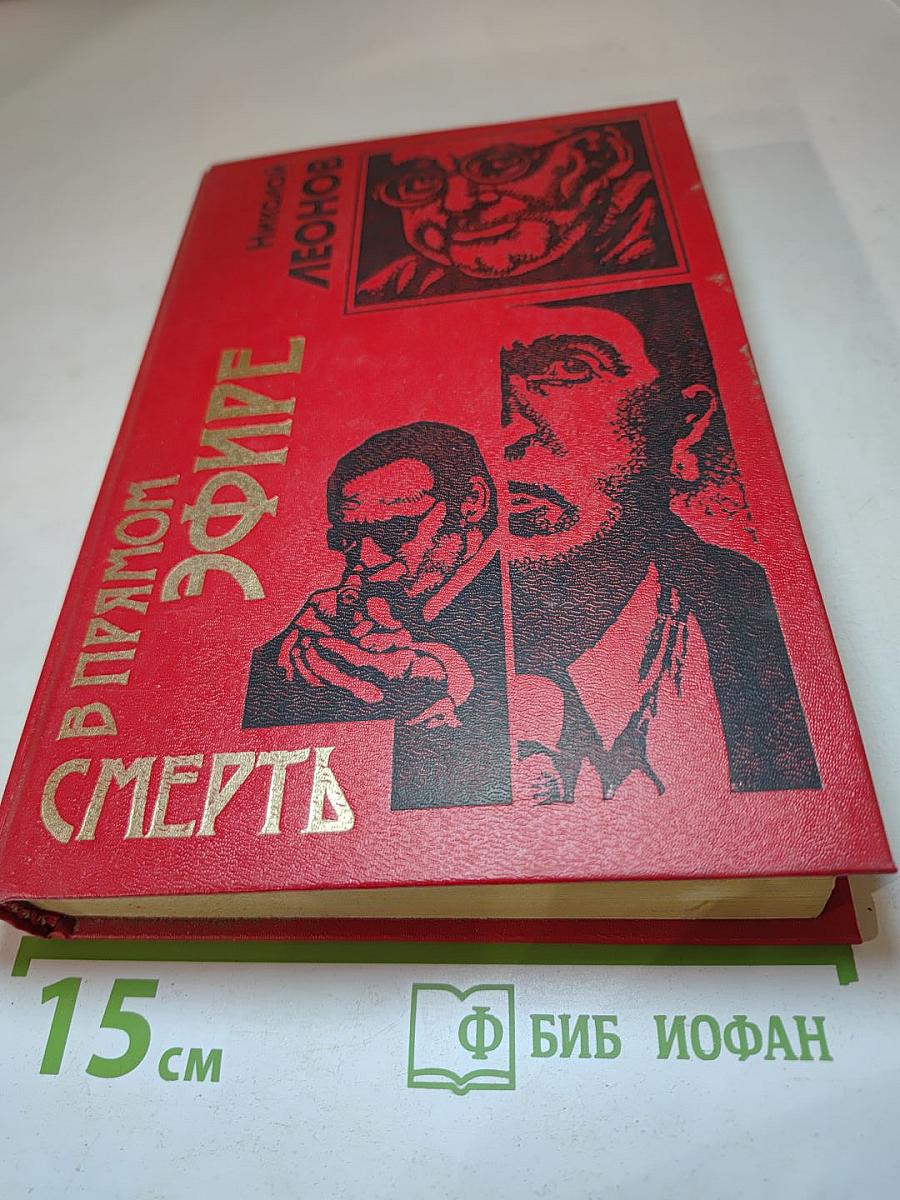 Николай
ЛЕОНОВ
СМЕРТЬ
В ПРЯМОМ
ЭФИРЕ
15 см
Ф БИБ ИОФАН